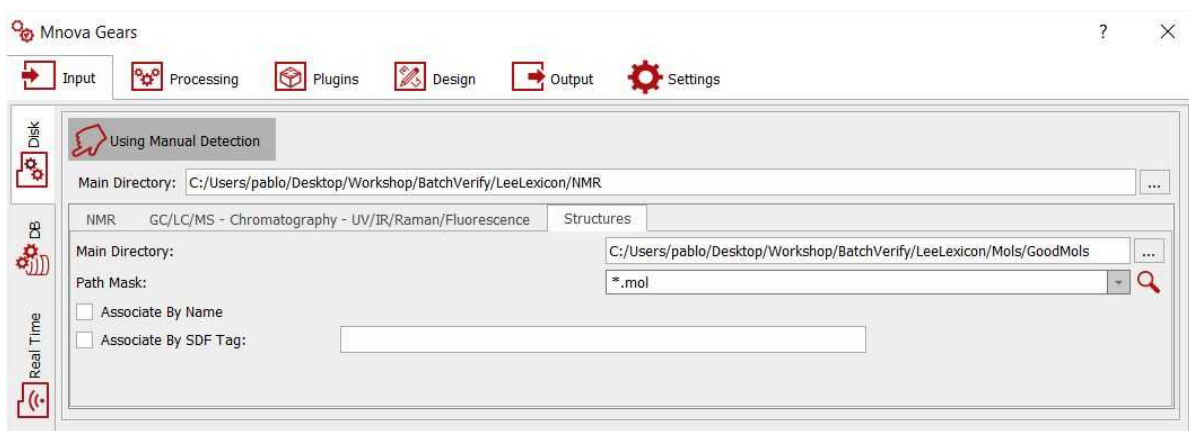 Mnova Gears ?
Input Processing Plugins Design Output Settings
Disk
Using Manual Detection
Main Directory: C:/Users/pablo/Desktop/Workshop/BatchVerify/LeeLexicon/NMR ...
NMR GC/LC/MS - Chromatography - UV/IR/Raman/Fluorescence Structures
DB
Main Directory: C:/Users/pablo/Desktop/Workshop/BatchVerify/LeeLexicon/Mols/GoodMols ...
Path Mask: *.mol
Associate By Name
Real Time
Associate By SDF Tag: